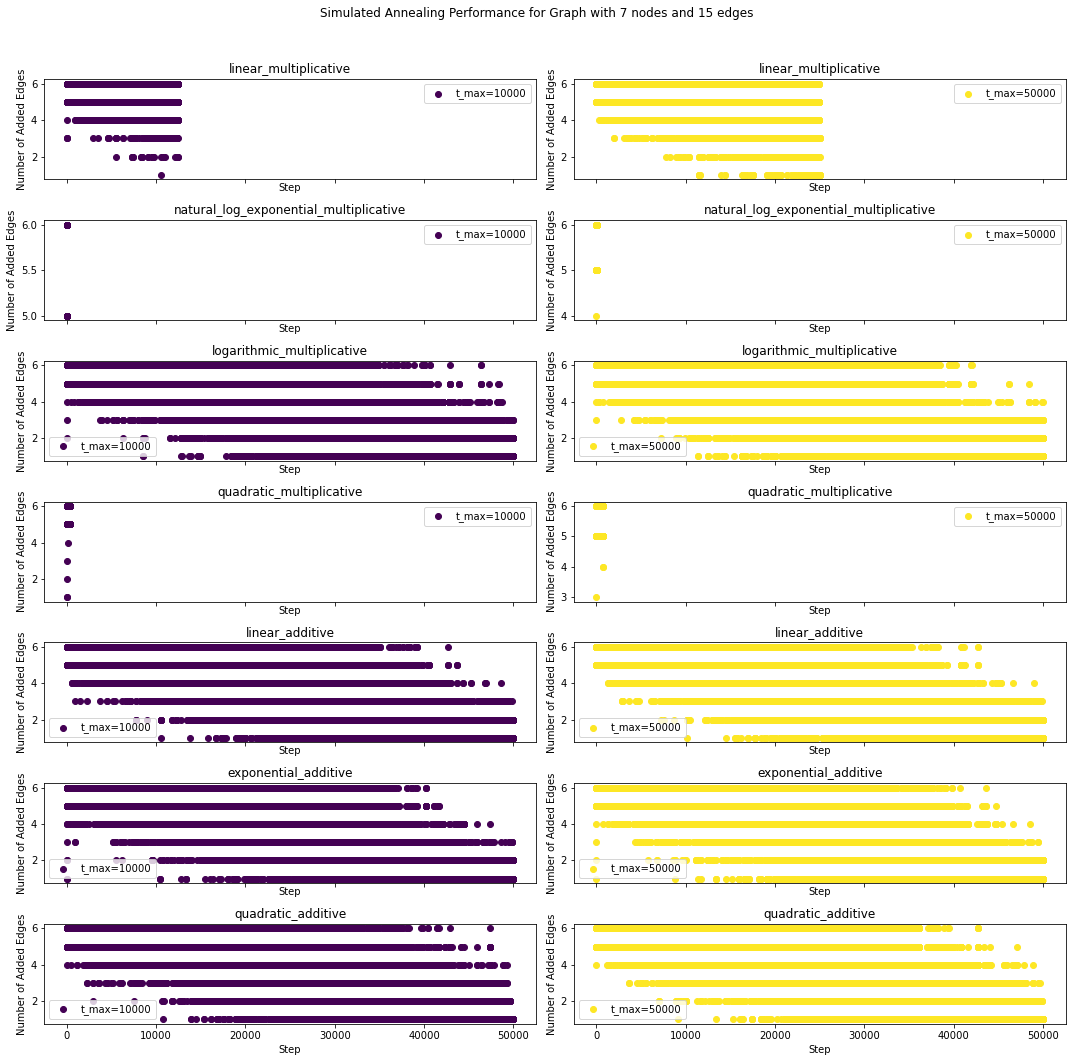 Simulated Annealing Performance for Graph with 7 nodes and 15 edges
linear_multiplicative
Number of Added Edges
6
4
2
t_max=10000
Step
linear_multiplicative
Number of Added Edges
6
4
2
t_max=50000
Step
natural_log_exponential_multiplicative
Number of Added Edges
6.0
5.5
5.0
t_max=10000
Step
natural_log_exponential_multiplicative
Number of Added Edges
6
5
4
t_max=50000
Step
logarithmic_multiplicative
Number of Added Edges
6
4
2
t_max=10000
Step
logarithmic_multiplicative
Number of Added Edges
6
4
2
t_max=50000
Step
quadratic_multiplicative
Number of Added Edges
6
4
2
t_max=10000
Step
quadratic_multiplicative
Number of Added Edges
6
5
4
3
t_max=50000
Step
linear_additive
Number of Added Edges
6
4
2
t_max=10000
Step
linear_additive
Number of Added Edges
6
4
2
t_max=50000
Step
exponential_additive
Number of Added Edges
6
4
2
t_max=10000
Step
exponential_additive
Number of Added Edges
6
4
2
t_max=50000
Step
quadratic_additive
Number of Added Edges
6
4
2
t_max=10000
0 10000 20000 30000 40000 50000
Step
quadratic_additive
Number of Added Edges
6
4
2
t_max=50000
0 10000 20000 30000 40000 50000
Step